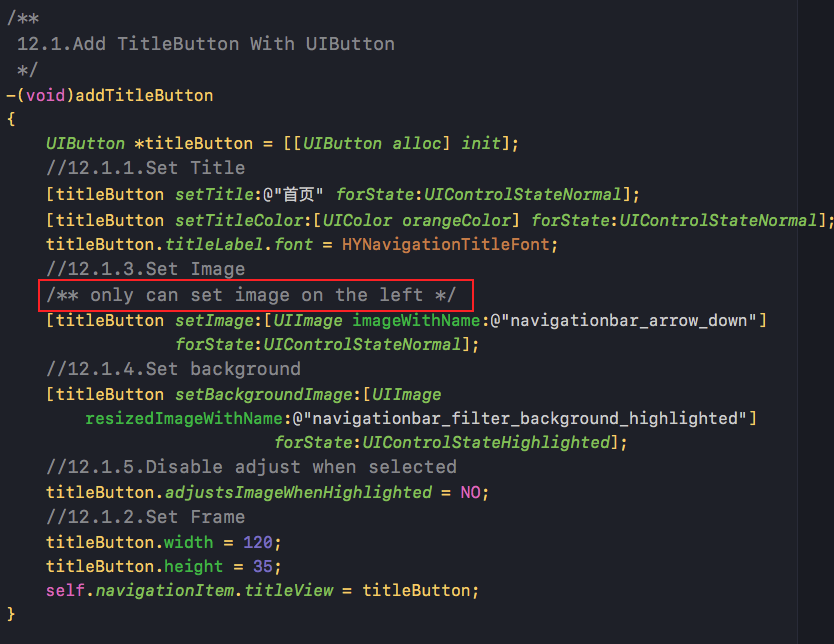 /**
 12.1.Add TitleButton With UIButton
 */
-(void)addTitleButton
{
    UIButton *titleButton = [[UIButton alloc] init];
    //12.1.1.Set Title
    [titleButton setTitle:@"首页" forState:UIControlStateNormal];
    [titleButton setTitleColor:[UIColor orangeColor] forState:UIControlStateNormal];
    titleButton.titleLabel.font = HYNavigationTitleFont;
    //12.1.3.Set Image
    /** only can set image on the left */
    [titleButton setImage:[UIImage imageWithName:@"navigationbar_arrow_down"]
                 forState:UIControlStateNormal];
    //12.1.4.Set background
    [titleButton setBackgroundImage:[UIImage
        resizedImageWithName:@"navigationbar_filter_background_highlighted"]
                           forState:UIControlStateHighlighted];
    //12.1.5.Disable adjust when selected
    titleButton.adjustsImageWhenHighlighted = NO;
    //12.1.2.Set Frame
    titleButton.width = 120;
    titleButton.height = 35;
    self.navigationItem.titleView = titleButton;
}